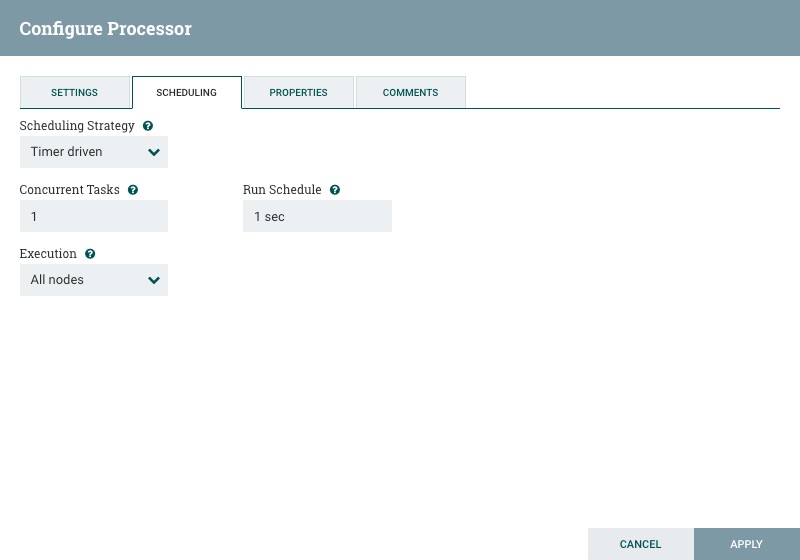 Configure Processor
SETTINGS SCHEDULING PROPERTIES COMMENTS
Scheduling Strategy
Timer driven
Concurrent Tasks Run Schedule
1 1 sec
Execution
All nodes
CANCEL APPLY